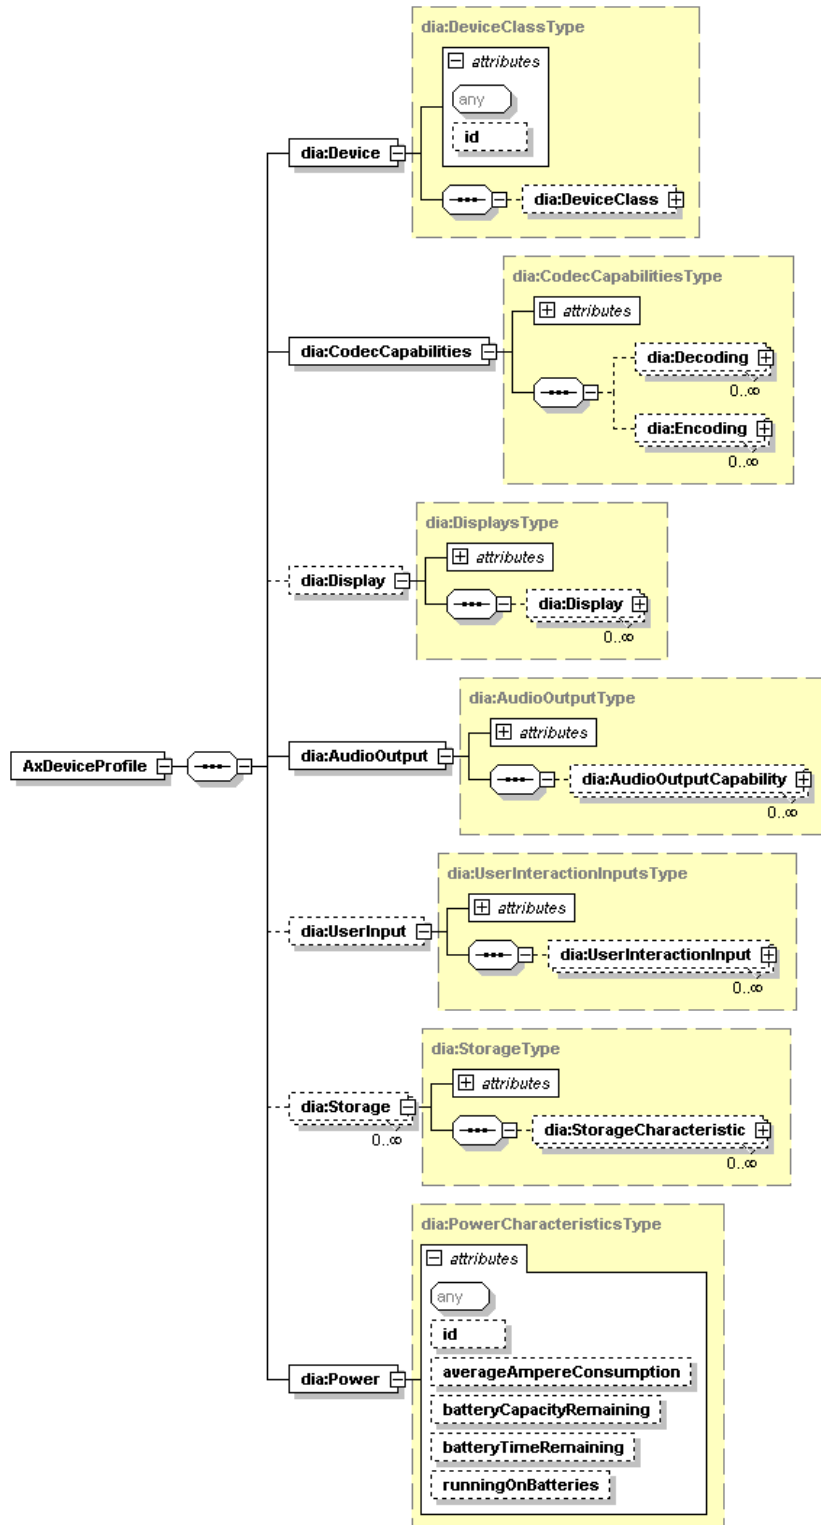 dia:DeviceClassType
attributes
any
id
dia:Device
dia:DeviceClass
dia:CodecCapabilitiesType
attributes
dia:CodecCapabilities
dia:Decoding
0..∞
dia:Encoding
0..∞
dia:DisplaysType
attributes
dia:Display
dia:Display
0..∞
dia:AudioOutputType
attributes
AxDeviceProfile
dia:AudioOutput
dia:AudioOutputCapability
0..∞
dia:UserInteractionInputsType
attributes
dia:UserInput
dia:UserInteractionInput
0..∞
dia:StorageType
attributes
dia:Storage
0..∞
dia:StorageCharacteristic
0..∞
dia:PowerCharacteristicsType
attributes
any
id
dia:Power
averageAmpereConsumption
batteryCapacityRemaining
batteryTimeRemaining
runningOnBatteries